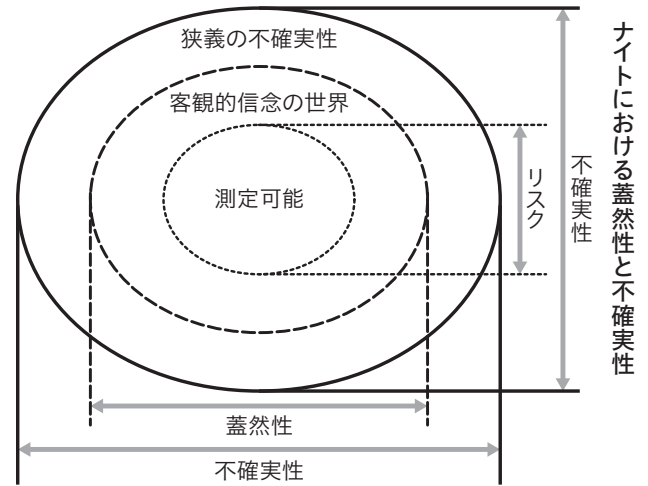 ナイトにおける蓋然性と不確実性
狭義の不確実性
客観的信念の世界
測定可能
リスク
不確実性
蓋然性
不確実性